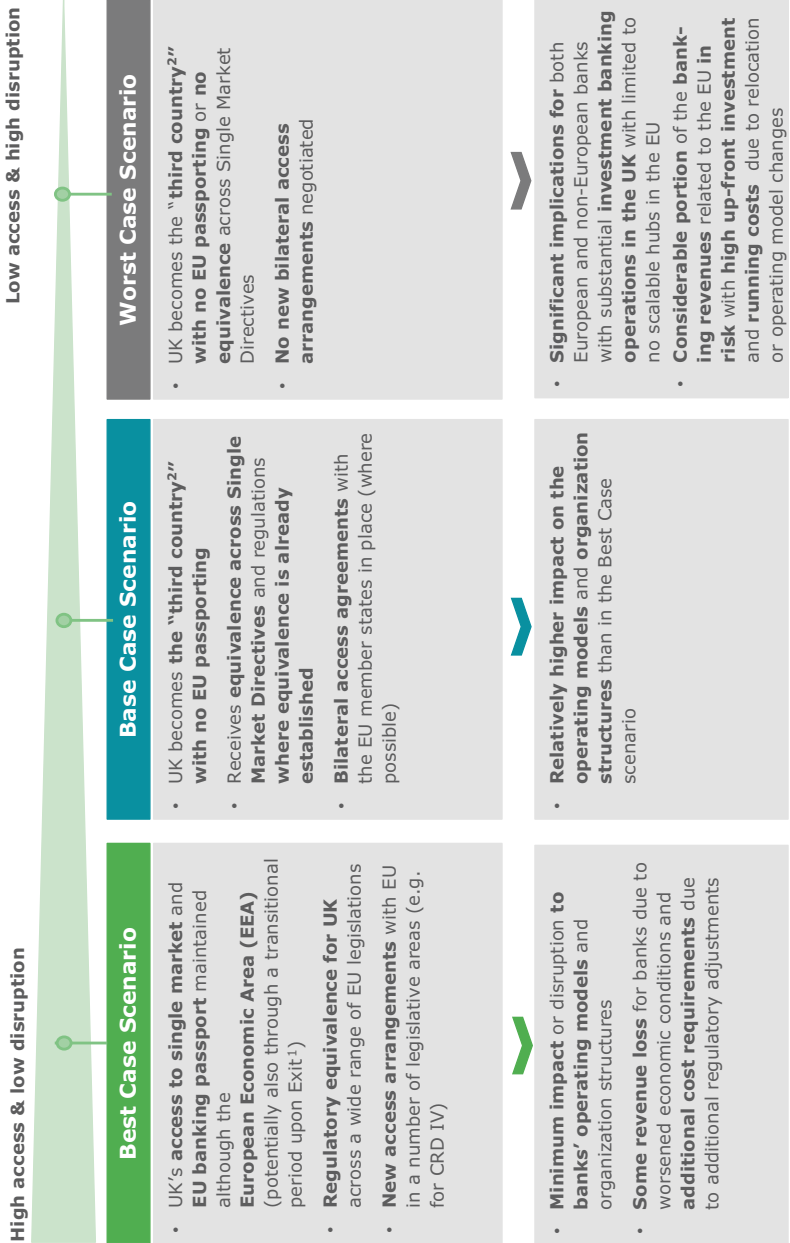 High access & low disruption
Low access & high disruption
Best Case Scenario
• UK’s access to single market and
EU banking passport maintained
although the
European Economic Area (EEA)
(potentially also through a transitional
period upon Exit¹)
• Regulatory equivalence for UK
across a wide range of EU legislations
• New access arrangements with EU
in a number of legislative areas (e.g.
for CRD IV)
• Minimum impact or disruption to
banks’ operating models and
organization structures
• Some revenue loss for banks due to
worsened economic conditions and
additional cost requirements due
to additional regulatory adjustments
Base Case Scenario
• UK becomes the “third country²”
with no EU passporting
• Receives equivalence across Single
Market Directives and regulations
where equivalence is already
established
• Bilateral access agreements with
the EU member states in place (where
possible)
• Relatively higher impact on the
operating models and organization
structures than in the Best Case
scenario
Worst Case Scenario
• UK becomes the “third country²”
with no EU passporting or no
equivalence across Single Market
Directives
• No new bilateral access
arrangements negotiated
• Significant implications for both
European and non-European banks
with substantial investment banking
operations in the UK with limited to
no scalable hubs in the EU
• Considerable portion of the bank-
ing revenues related to the EU in
risk with high up-front investment
and running costs due to relocation
or operating model changes